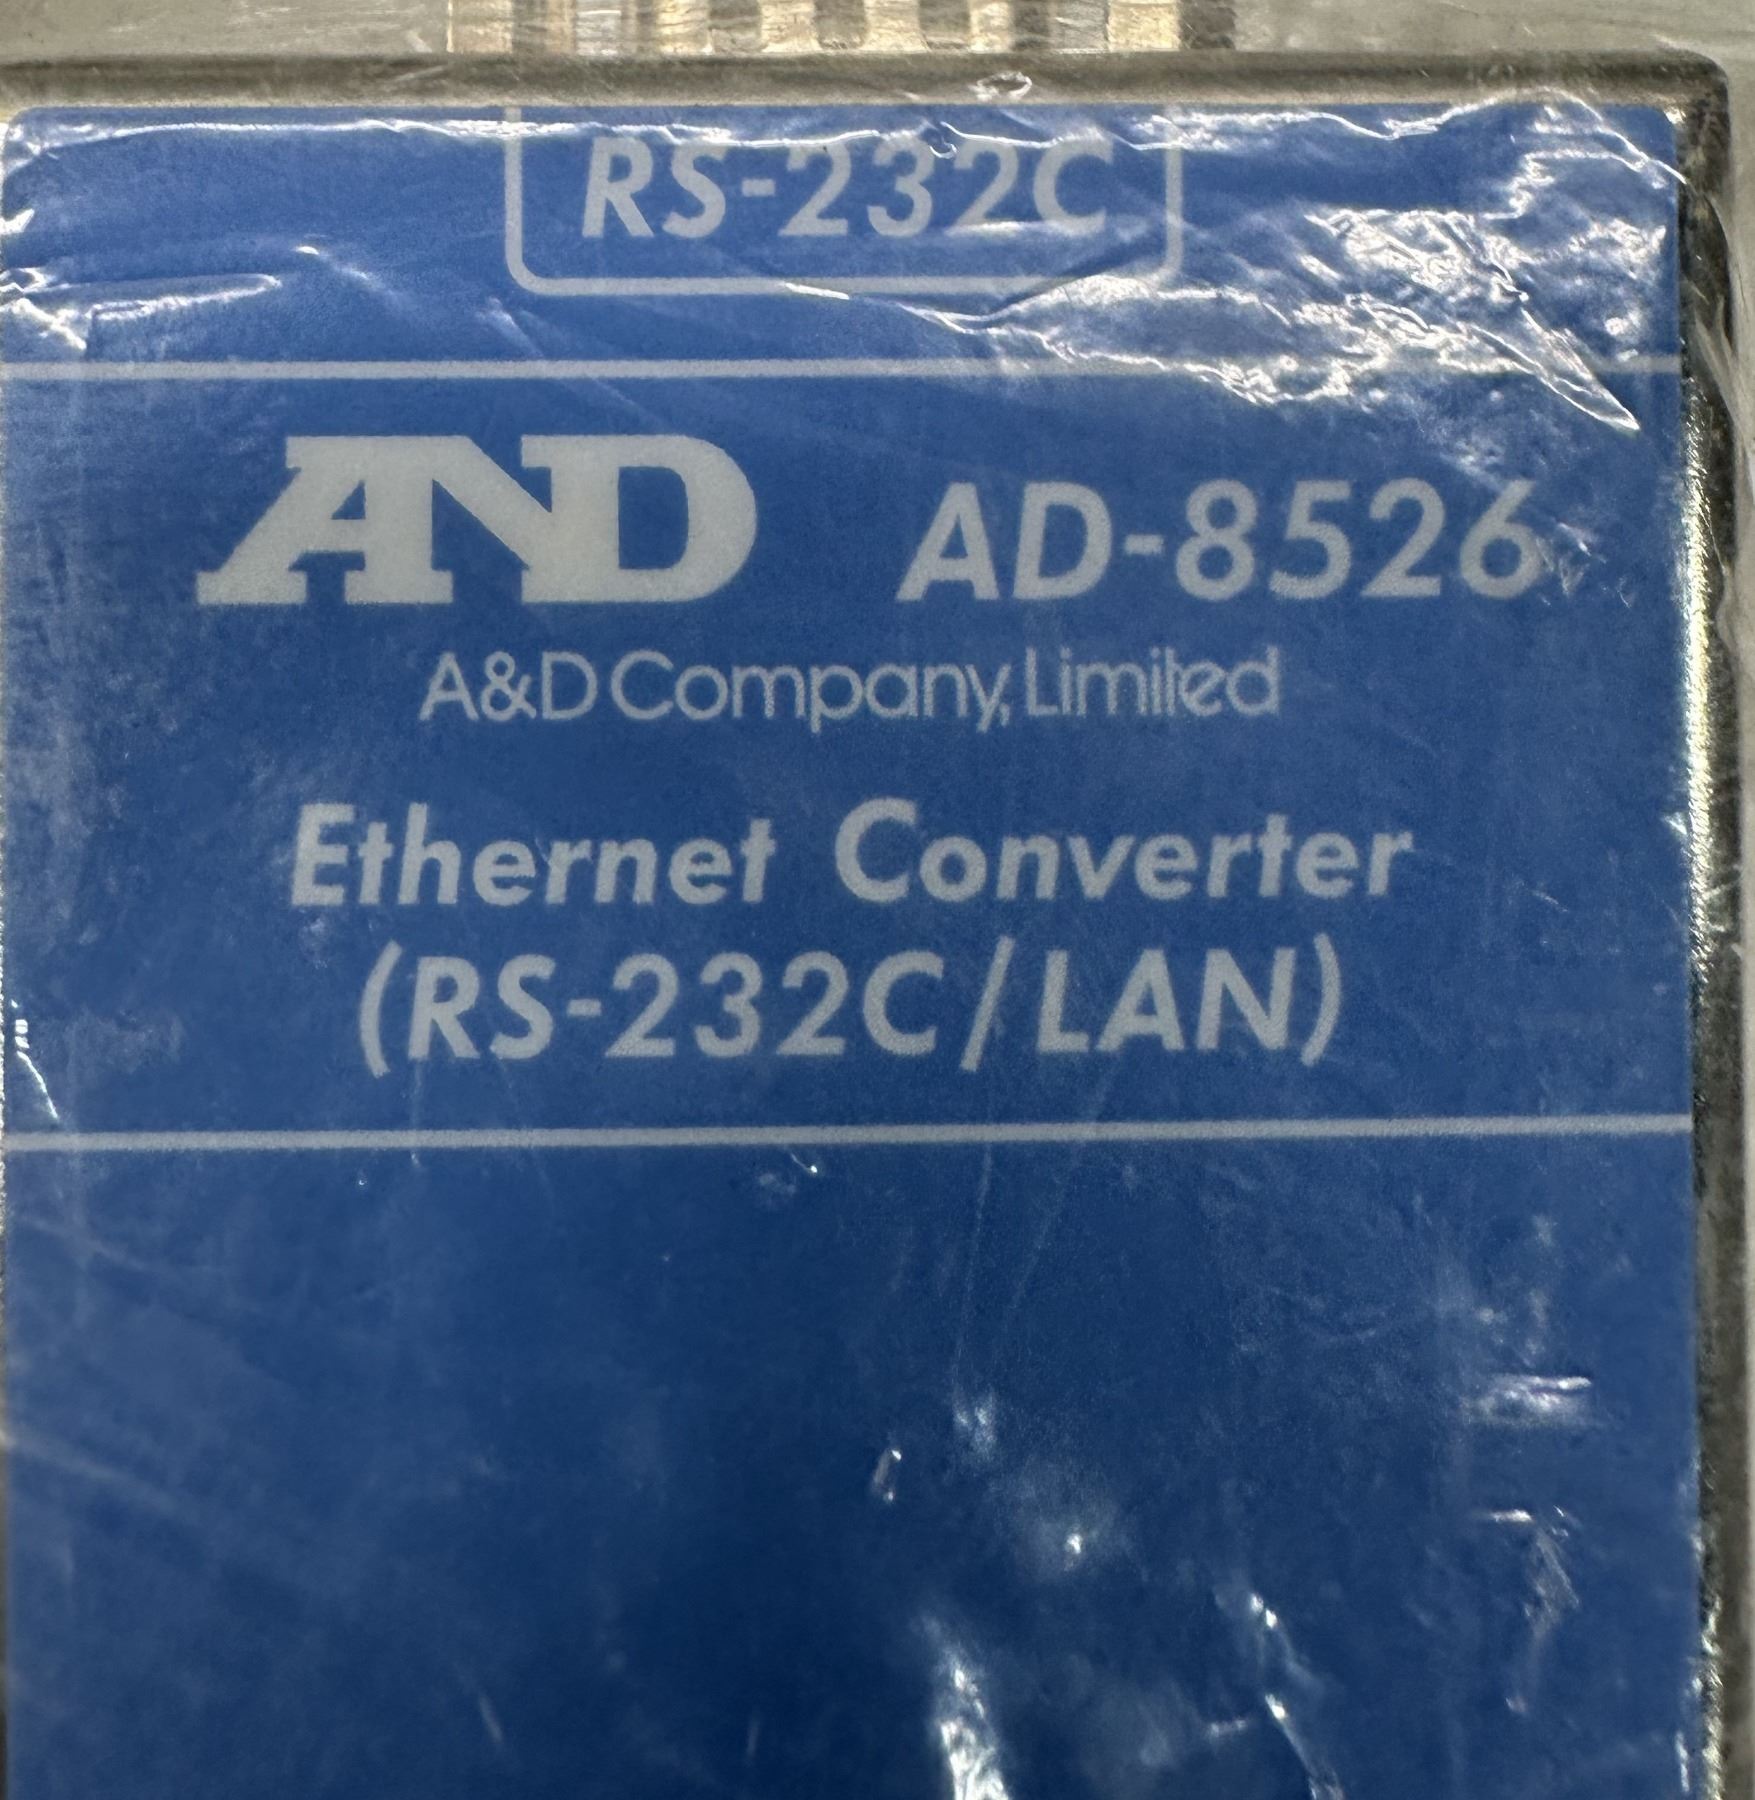 RS-232C
AND AD-8526
A&D Company, Limited
Ethernet Converter
(RS-232C/LAN)